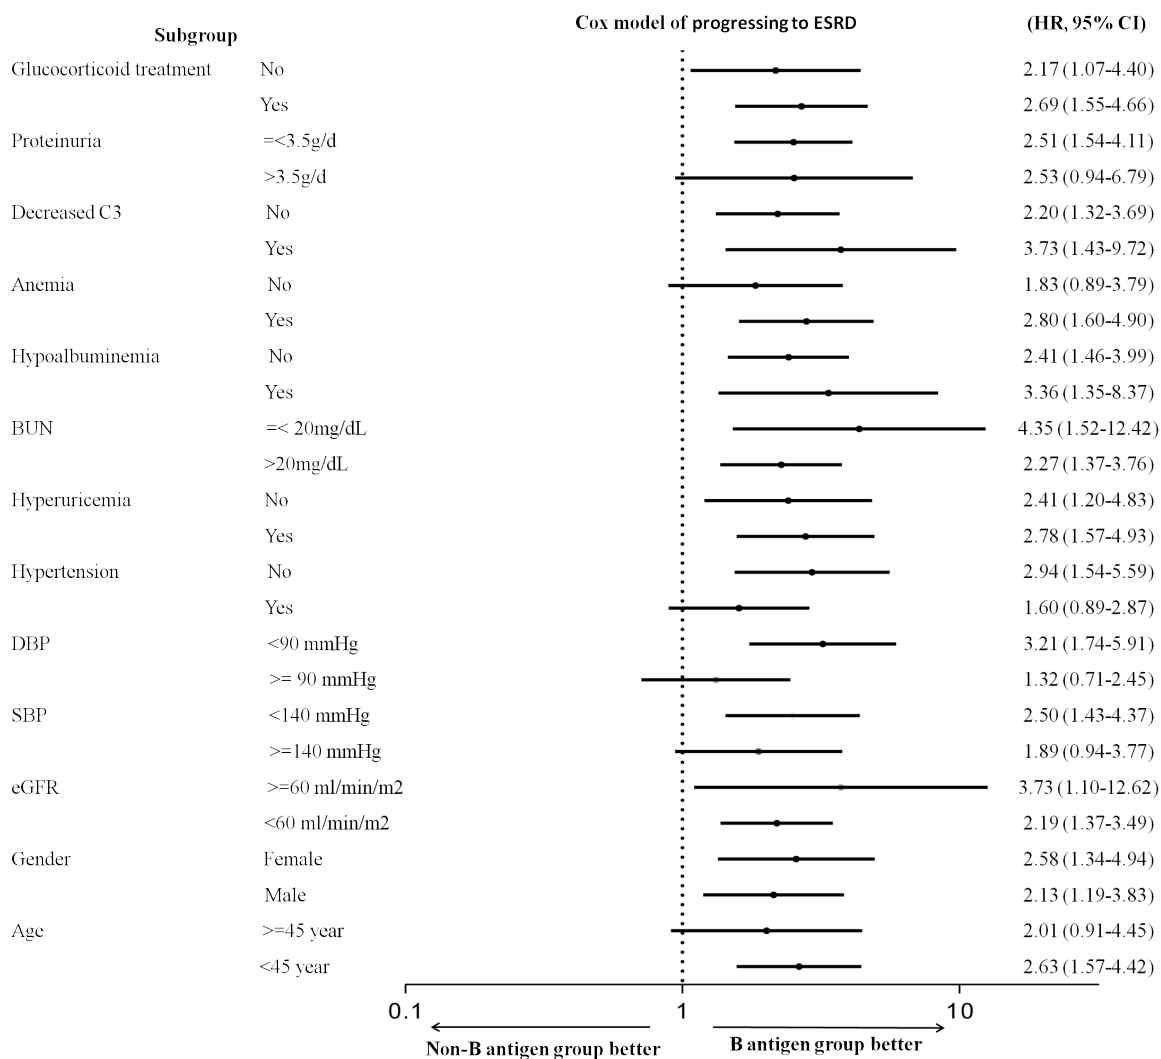 Subgroup Cox model of progressing to ESRD (HR, 95% CI)
Glucocorticoid treatment No 2.17 (1.07-4.40)
Yes 2.69 (1.55-4.66)
Proteinuria =<3.5g/d 2.51 (1.54-4.11)
>3.5g/d 2.53 (0.94-6.79)
Decreased C3 No 2.20 (1.32-3.69)
Yes 3.73 (1.43-9.72)
Anemia No 1.83 (0.89-3.79)
Yes 2.80 (1.60-4.90)
Hypoalbuminemia No 2.41 (1.46-3.99)
Yes 3.36 (1.35-8.37)
BUN =< 20mg/dL 4.35 (1.52-12.42)
>20mg/dL 2.27 (1.37-3.76)
Hyperuricemia No 2.41 (1.20-4.83)
Yes 2.78 (1.57-4.93)
Hypertension No 2.94 (1.54-5.59)
Yes 1.60 (0.89-2.87)
DBP <90 mmHg 3.21 (1.74-5.91)
>= 90 mmHg 1.32 (0.71-2.45)
SBP <140 mmHg 2.50 (1.43-4.37)
>=140 mmHg 1.89 (0.94-3.77)
eGFR >=60 ml/min/m2 3.73 (1.10-12.62)
<60 ml/min/m2 2.19 (1.37-3.49)
Gender Female 2.58 (1.34-4.94)
Male 2.13 (1.19-3.83)
Age >=45 year 2.01 (0.91-4.45)
<45 year 2.63 (1.57-4.42)
0.1 1 10
Non-B antigen group better B antigen group better